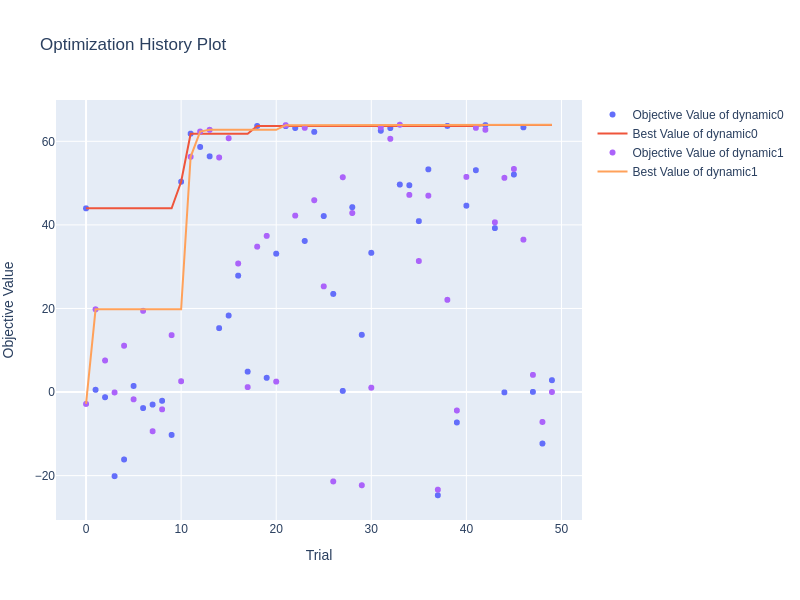 Optimization History Plot
Objective Value of dynamic0
Best Value of dynamic0
Objective Value of dynamic1
Best Value of dynamic1
60
40
20
0
−20
0
10
20
30
40
50
Trial
Objective Value